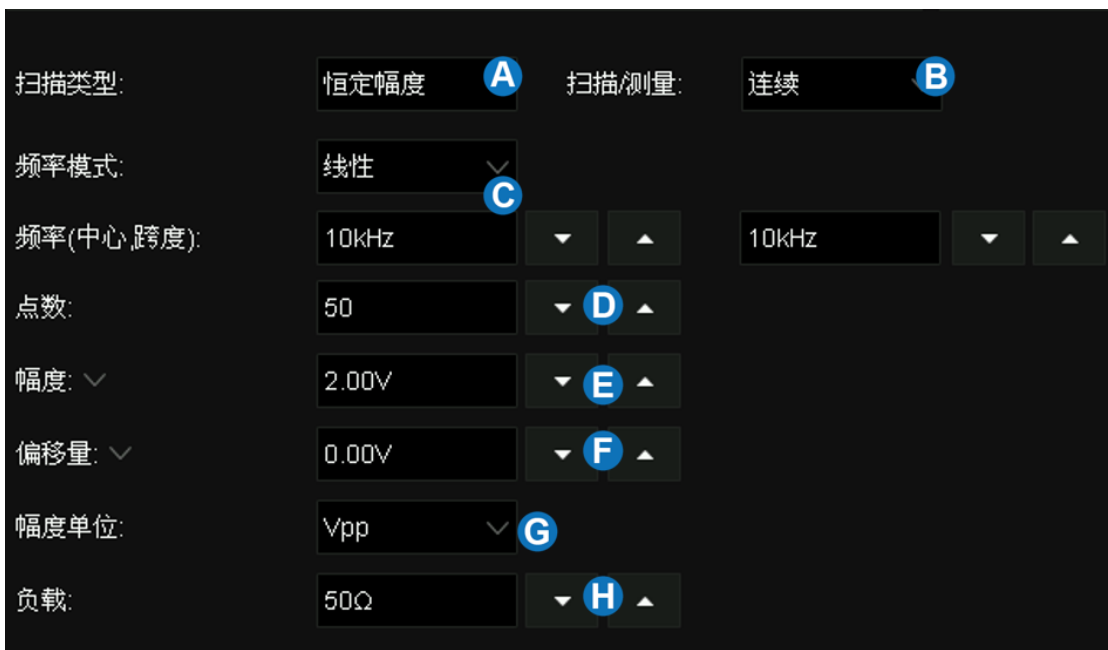 扫描类型: 恒定幅度 A 扫描/测量: 连续 B
频率模式: 线性 C
频率(中心,跨度): 10kHz 10kHz
点数: 50 D
幅度: 2.00V E
偏移量: 0.00V F
幅度单位: Vpp G
负载: 50Ω H